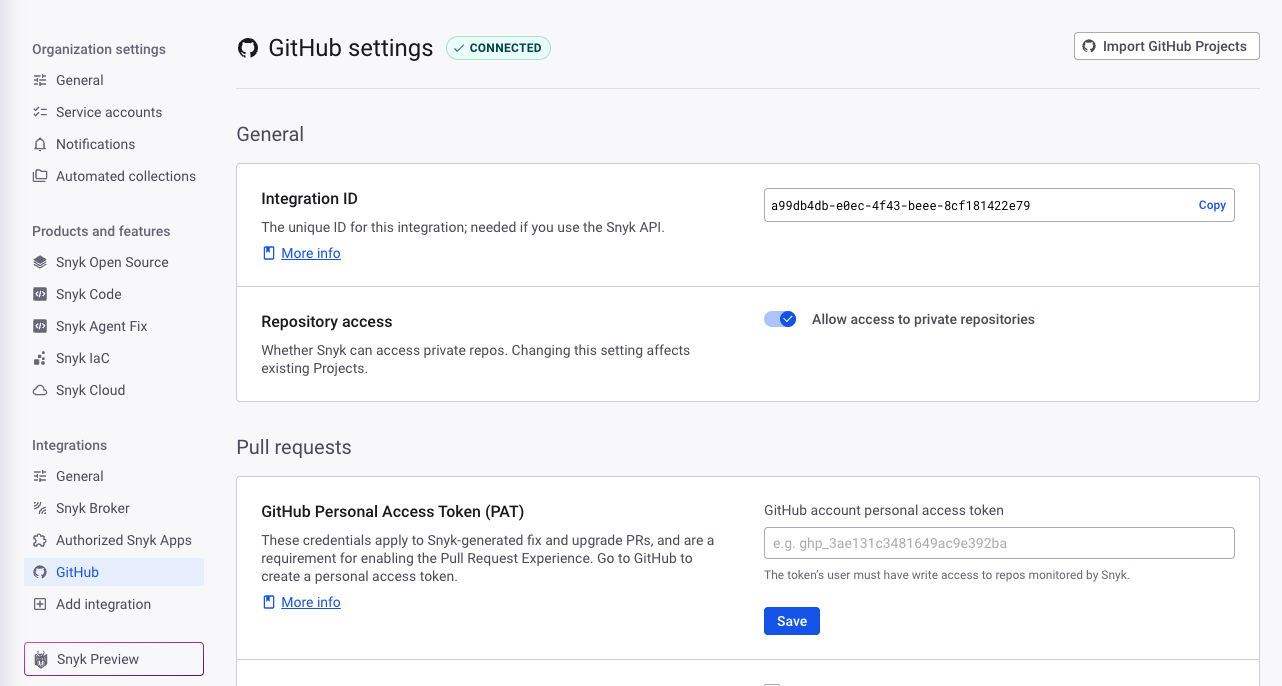 Organization settings
General
Service accounts
Notifications
Automated collections
Products and features
Snyk Open Source
Snyk Code
Snyk Agent Fix
Snyk IaC
Snyk Cloud
Integrations
General
Snyk Broker
Authorized Snyk Apps
GitHub
Add integration
Snyk Preview
GitHub settings
CONNECTED
Import GitHub Projects
General
Integration ID
The unique ID for this integration; needed if you use the Snyk API.
More info
a99db4db-e0ec-4f43-beee-8cf181422e79
Copy
Repository access
Whether Snyk can access private repos. Changing this setting affects
existing Projects.
Allow access to private repositories
Pull requests
GitHub Personal Access Token (PAT)
These credentials apply to Snyk-generated fix and upgrade PRs, and are a
requirement for enabling the Pull Request Experience. Go to GitHub to
create a personal access token.
More info
GitHub account personal access token
e.g. ghp_3ae131c3481649ac9e392ba
The token's user must have write access to repos monitored by Snyk.
Save